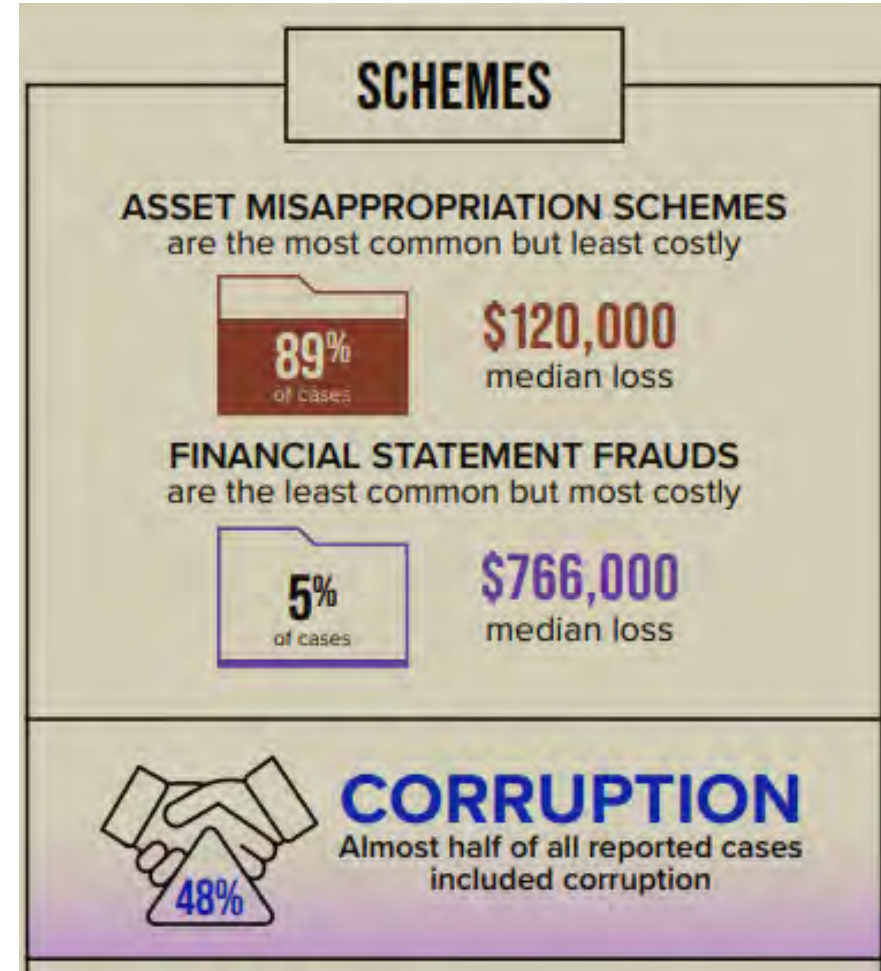 SCHEMES
ASSET MISAPPROPRIATION SCHEMES
are the most common but least costly
89%
of cases
$120,000
median loss
FINANCIAL STATEMENT FRAUDS
are the least common but most costly
5%
of cases
$766,000
median loss
48%
CORRUPTION
Almost half of all reported cases
included corruption